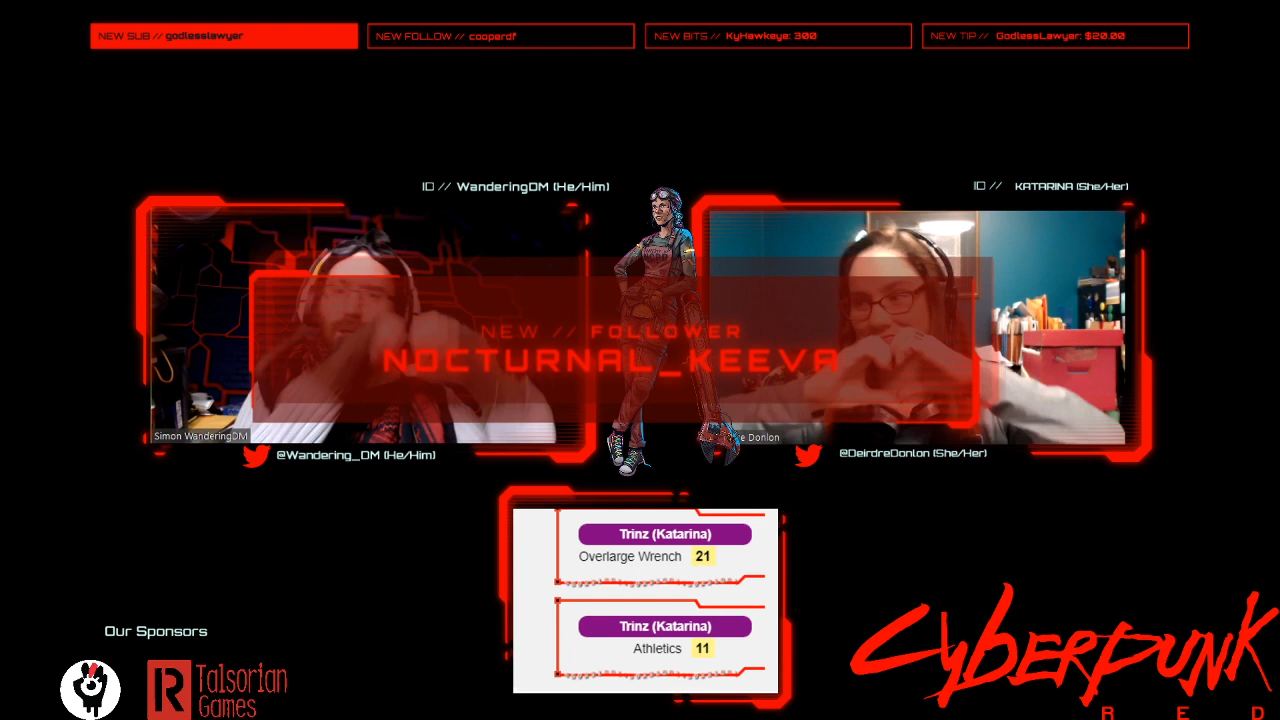 NEW SUB // godlesslawyer
NEW FOLLOW // cooperdf
NEW BITS // KyHawkeye: 300
NEW TIP // GodlessLawyer: $20.00
ID // WanderingDM (He/Him)
ID // KATARINA (She/Her)
NEW // FOLLOWER
NOCTURNAL_KEEVA
Simon WanderingDM
e Donlon
@Wandering_DM (He/Him)
@DeirdreDonlon (She/Her)
Trinz (Katarina)
Overlarge Wrench 21
Trinz (Katarina)
Athletics 11
Our Sponsors
R Talsorian
Games
Cyberpunk
RED